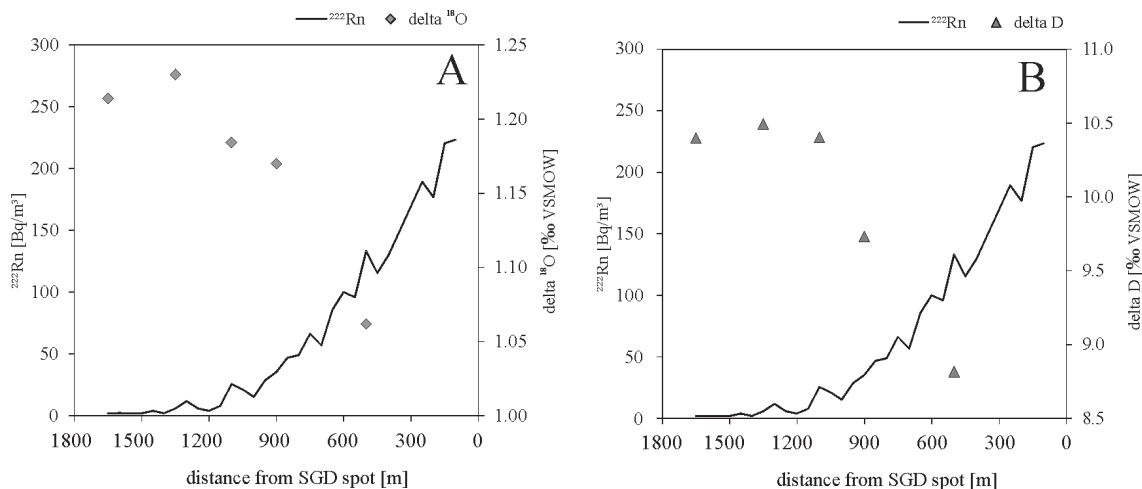 ²²²Rn delta ¹⁸O
A
300
250
200
150
100
50
0
²²²Rn [Bq/m³]
1.25
1.20
1.15
1.10
1.05
1.00
delta ¹⁸O [‰ VSMOW]
1800 1500 1200 900 600 300 0
distance from SGD spot [m]
²²²Rn delta D
B
300
250
200
150
100
50
0
²²²Rn [Bq/m³]
11.0
10.5
10.0
9.5
9.0
8.5
delta D [‰ VSMOW]
1800 1500 1200 900 600 300 0
distance from SGD spot [m]